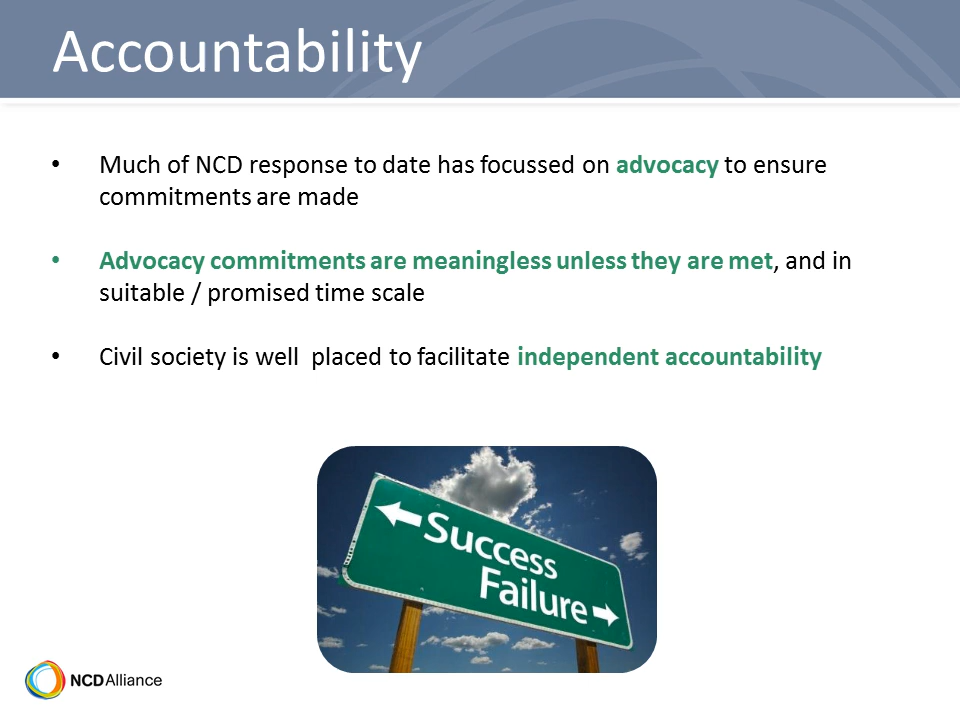 Accountability
• Much of NCD response to date has focussed on advocacy to ensure
commitments are made
• Advocacy commitments are meaningless unless they are met, and in
suitable / promised time scale
• Civil society is well  placed to facilitate independent accountability
Success
Failure
NCD Alliance